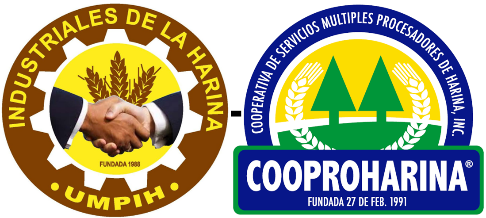 INDUSTRIALES DE LA HARINA
FUNDADA 1988
• UMPIH •
-
COOPERATIVA DE SERVICIOS MULTIPLES PROCESADORES DE HARINA, INC.
COOPROHARINA®
FUNDADA 27 DE FEB. 1991